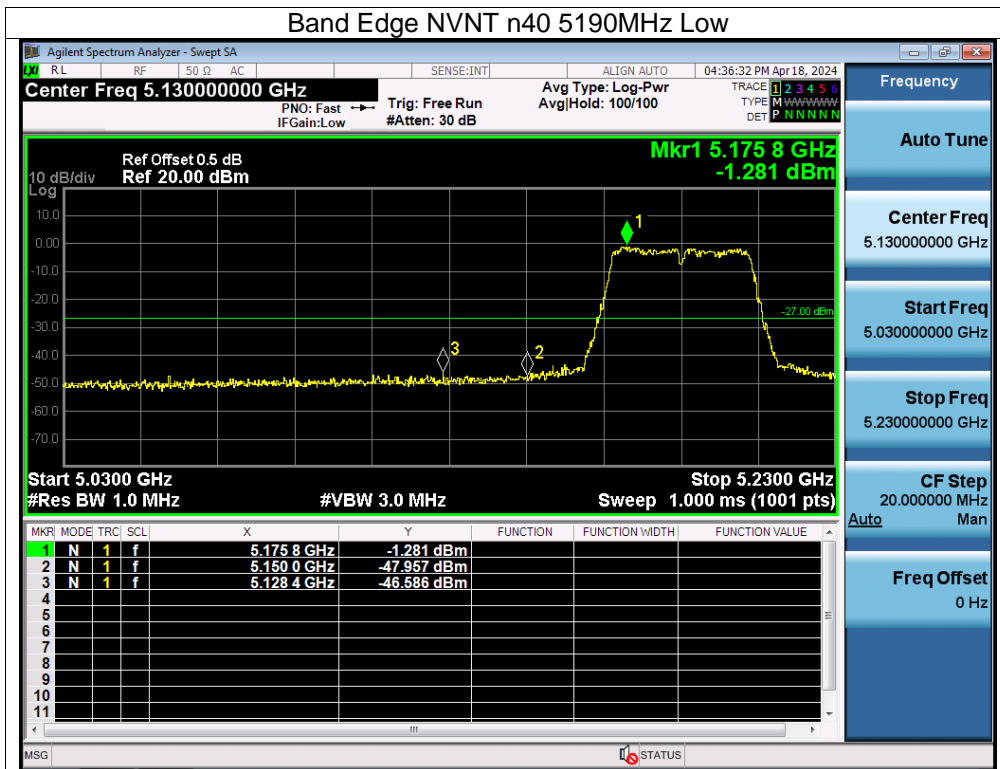 Band Edge NVNT n40 5190MHz Low
Agilent Spectrum Analyzer - Swept SA
LXI RL RF 50 Ω AC SENSE:INT ALIGN AUTO 04:36:32 PM Apr 18, 2024
Center Freq 5.130000000 GHz
PNO: Fast
IFGain:Low
Trig: Free Run
#Atten: 30 dB
Avg Type: Log-Pwr
Avg|Hold: 100/100
TRACE 1 2 3 4 5 6
TYPE M WWWWW
DET P N N N N N
Frequency
Auto Tune
Center Freq
5.130000000 GHz
Start Freq
5.030000000 GHz
Stop Freq
5.230000000 GHz
CF Step
20.000000 MHz
Auto Man
Freq Offset
0 Hz
Mkr1 5.175 8 GHz
-1.281 dBm
Ref Offset 0.5 dB
Ref 20.00 dBm
10 dB/div
Log
10.0
0.00
-10.0
-20.0
-30.0
-40.0
-50.0
-60.0
-70.0
1
2
3
-27.00 dBm
Start 5.0300 GHz
Stop 5.2300 GHz
#Res BW 1.0 MHz
#VBW 3.0 MHz
Sweep 1.000 ms (1001 pts)
MKR MODE TRC SCL X Y FUNCTION FUNCTION WIDTH FUNCTION VALUE
1 N 1 f 5.175 8 GHz -1.281 dBm
2 N 1 f 5.150 0 GHz -47.957 dBm
3 N 1 f 5.128 4 GHz -46.586 dBm
4
5
6
7
8
9
10
11
MSG
STATUS